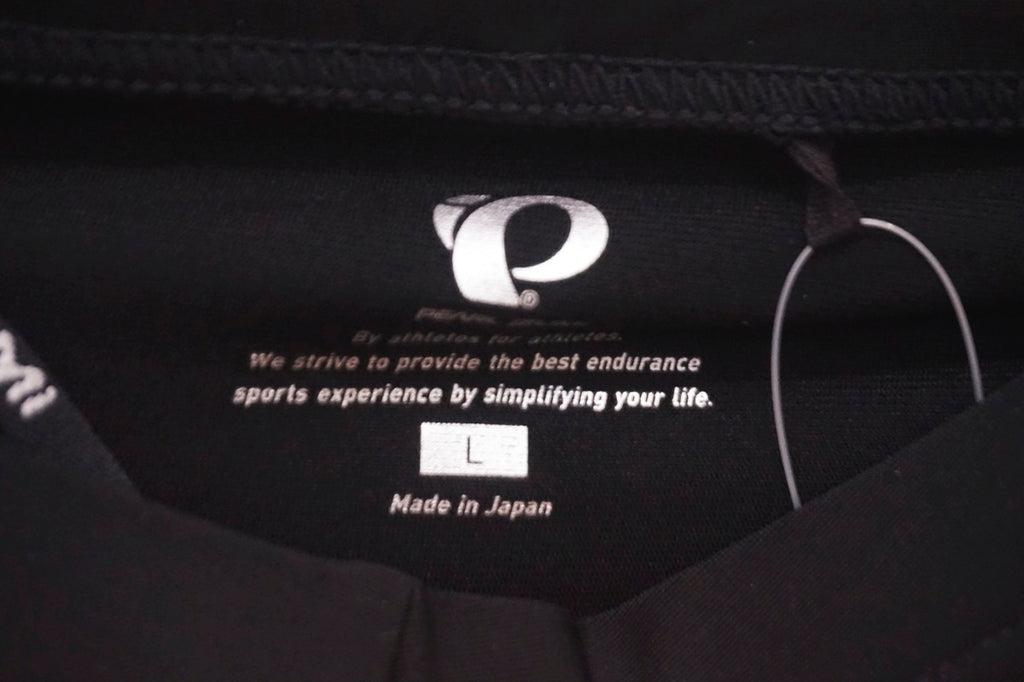 PEARL iZUMi
By athletes for athletes.
We strive to provide the best endurance
sports experience by simplifying your life.
L
Made in Japan